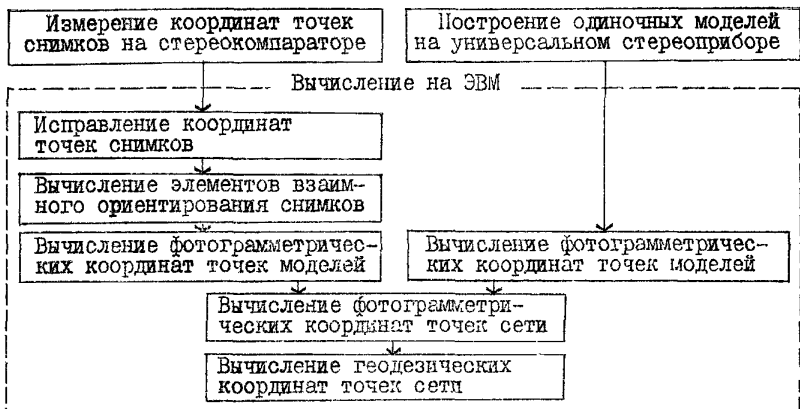 Измерение координат точек
снимков на стереокомпараторе
Построение одиночных моделей
на универсальном стереоприборе
Вычисление на ЭВМ
Исправление координат
точек снимков
Вычисление элементов взаим-
ного ориентирования снимков
Вычисление фотограмметричес-
ких координат точек моделей
Вычисление фотограмметричес-
ких координат точек моделей
Вычисление фотограмметри-
ческих координат точек сети
Вычисление геодезических
координат точек сети